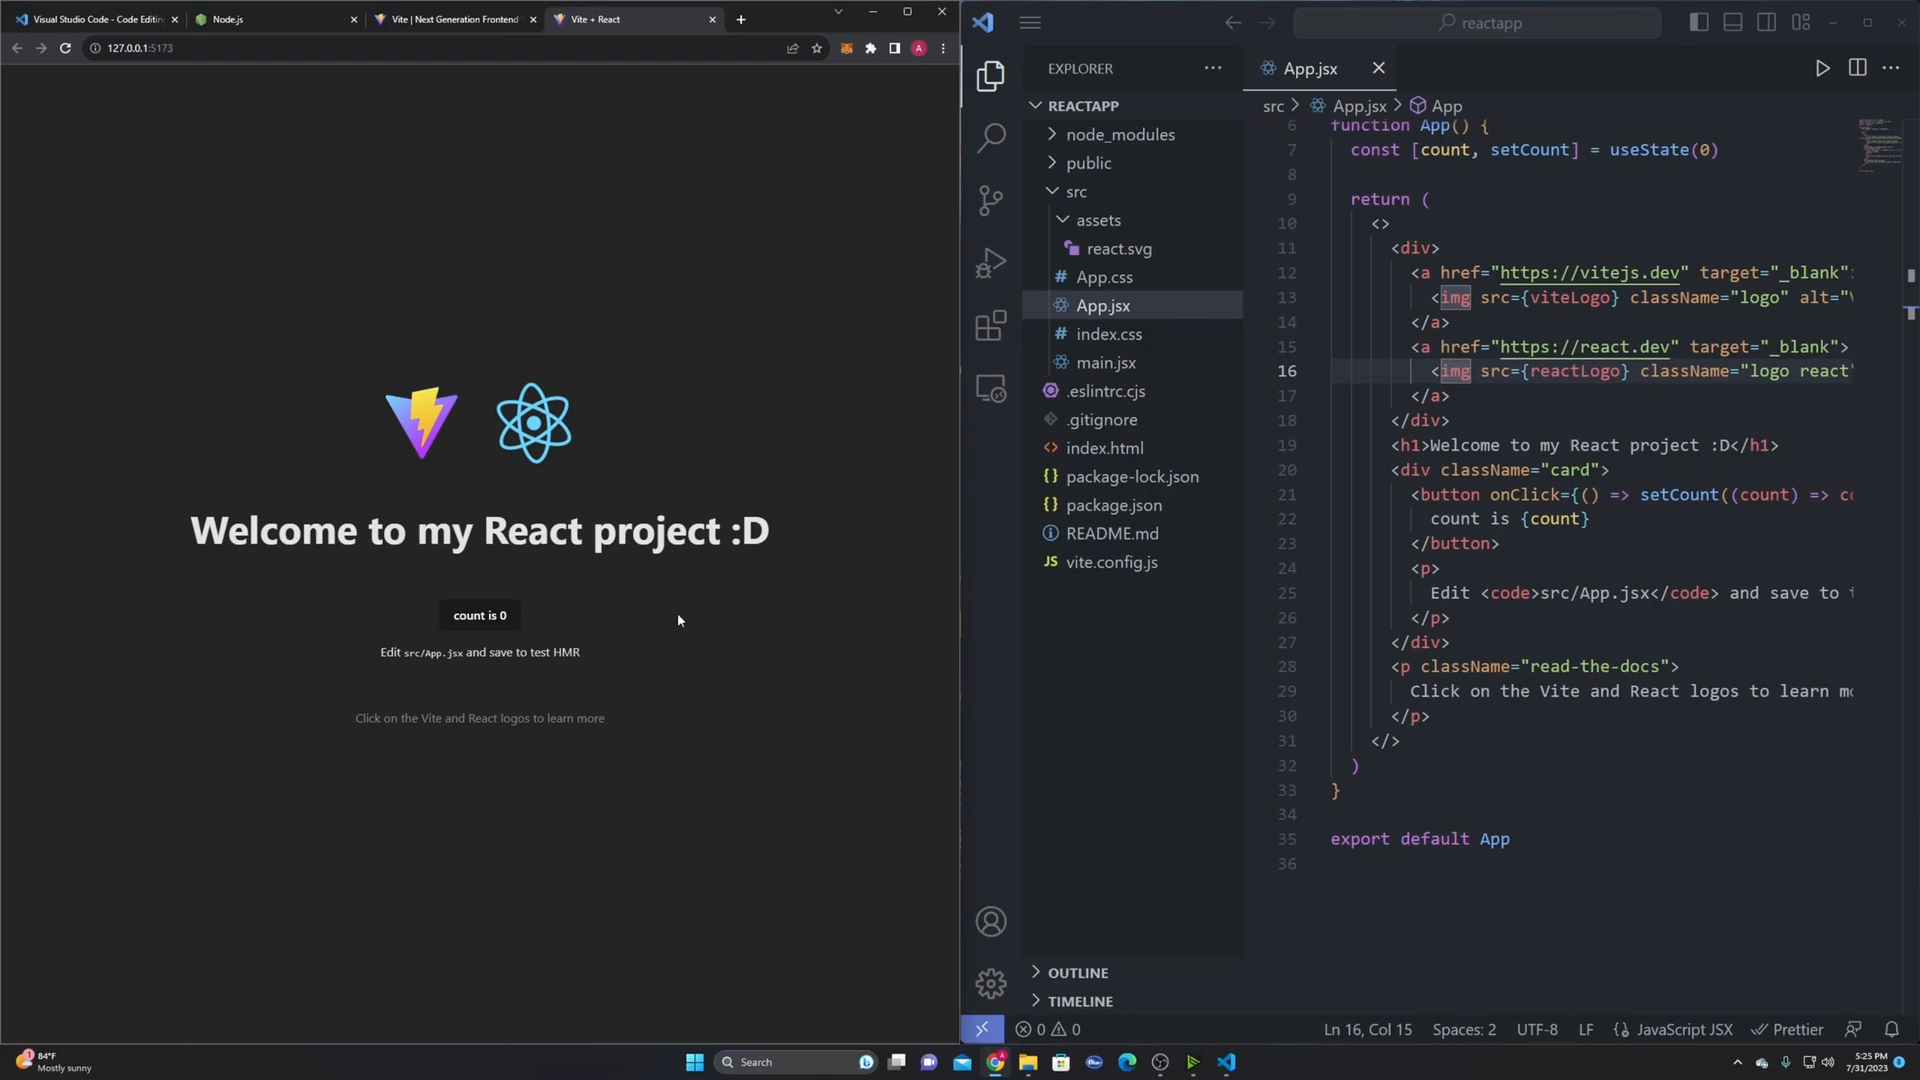 Visual Studio Code - Code Editin
Node.js
Vite | Next Generation Frontend
Vite + React
127.0.0.1:5173
A
Welcome to my React project :D
count is 0
Edit src/App.jsx and save to test HMR
Click on the Vite and React logos to learn more
reactapp
EXPLORER
REACTAPP
node_modules
public
src
assets
react.svg
# App.css
App.jsx
# index.css
main.jsx
.eslintrc.cjs
.gitignore
<> index.html
{} package-lock.json
{} package.json
README.md
JS vite.config.js
OUTLINE
TIMELINE
App.jsx
src > App.jsx > App
6 function App() {
7 const [count, setCount] = useState(0)
8
9 return (
10 <>
11 <div>
12 <a href="https://vitejs.dev" target="_blank">
13 <img src={viteLogo} className="logo" alt="V
14 </a>
15 <a href="https://react.dev" target="_blank">
16 <img src={reactLogo} className="logo react"
17 </a>
18 </div>
19 <h1>Welcome to my React project :D</h1>
20 <div className="card">
21 <button onClick={() => setCount((count) => co
22 count is {count}
23 </button>
24 <p>
25 Edit <code>src/App.jsx</code> and save to t
26 </p>
27 </div>
28 <p className="read-the-docs">
29 Click on the Vite and React logos to learn mo
30 </p>
31 </>
32 )
33 }
34
35 export default App
36
0 0
Ln 16, Col 15
Spaces: 2
UTF-8
LF
JavaScript JSX
Prettier
1
84°F
Mostly sunny
Search
5:25 PM
7/31/2023
8